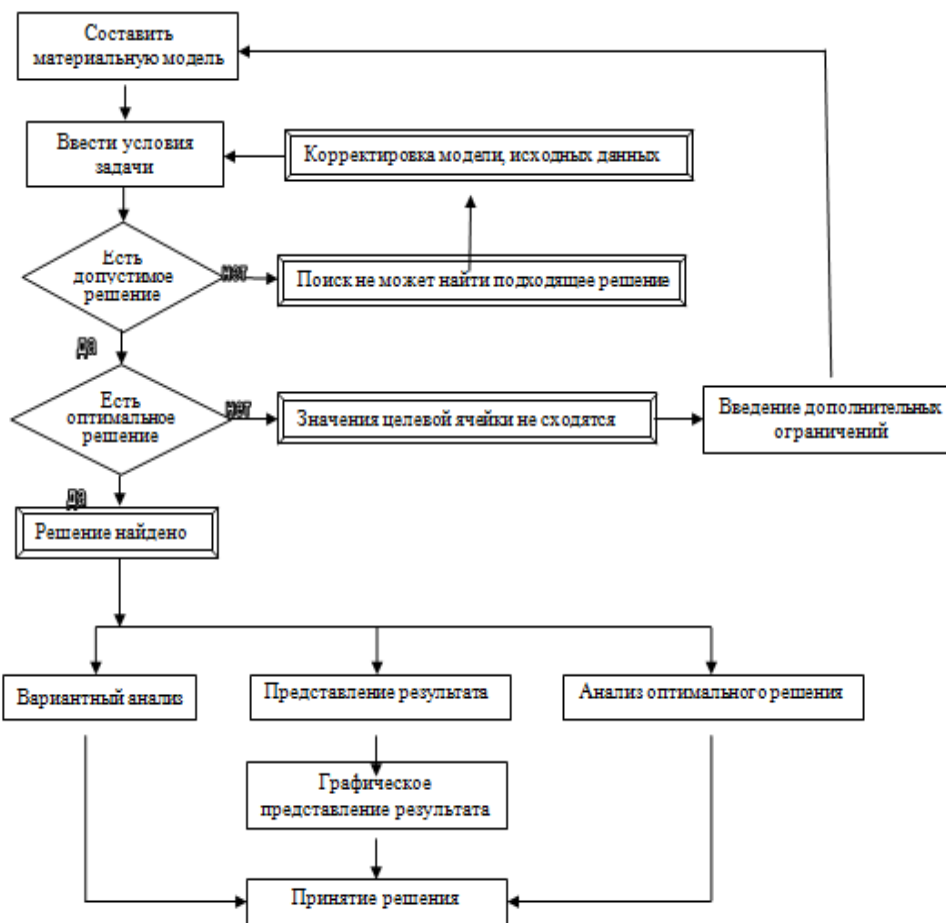 Составить
материальную модель
Ввести условия
задачи
Корректировка модели, исходных данных
Есть
допустимое
решение
нет
Поиск не может найти подходящее решение
да
Есть
оптимальное
решение
нет
Значения целевой ячейки не сходятся
Введение дополнительных
ограничений
да
Решение найдено
Вариантный анализ
Представление результата
Анализ оптимального решения
Графическое
представление результата
Принятие решения